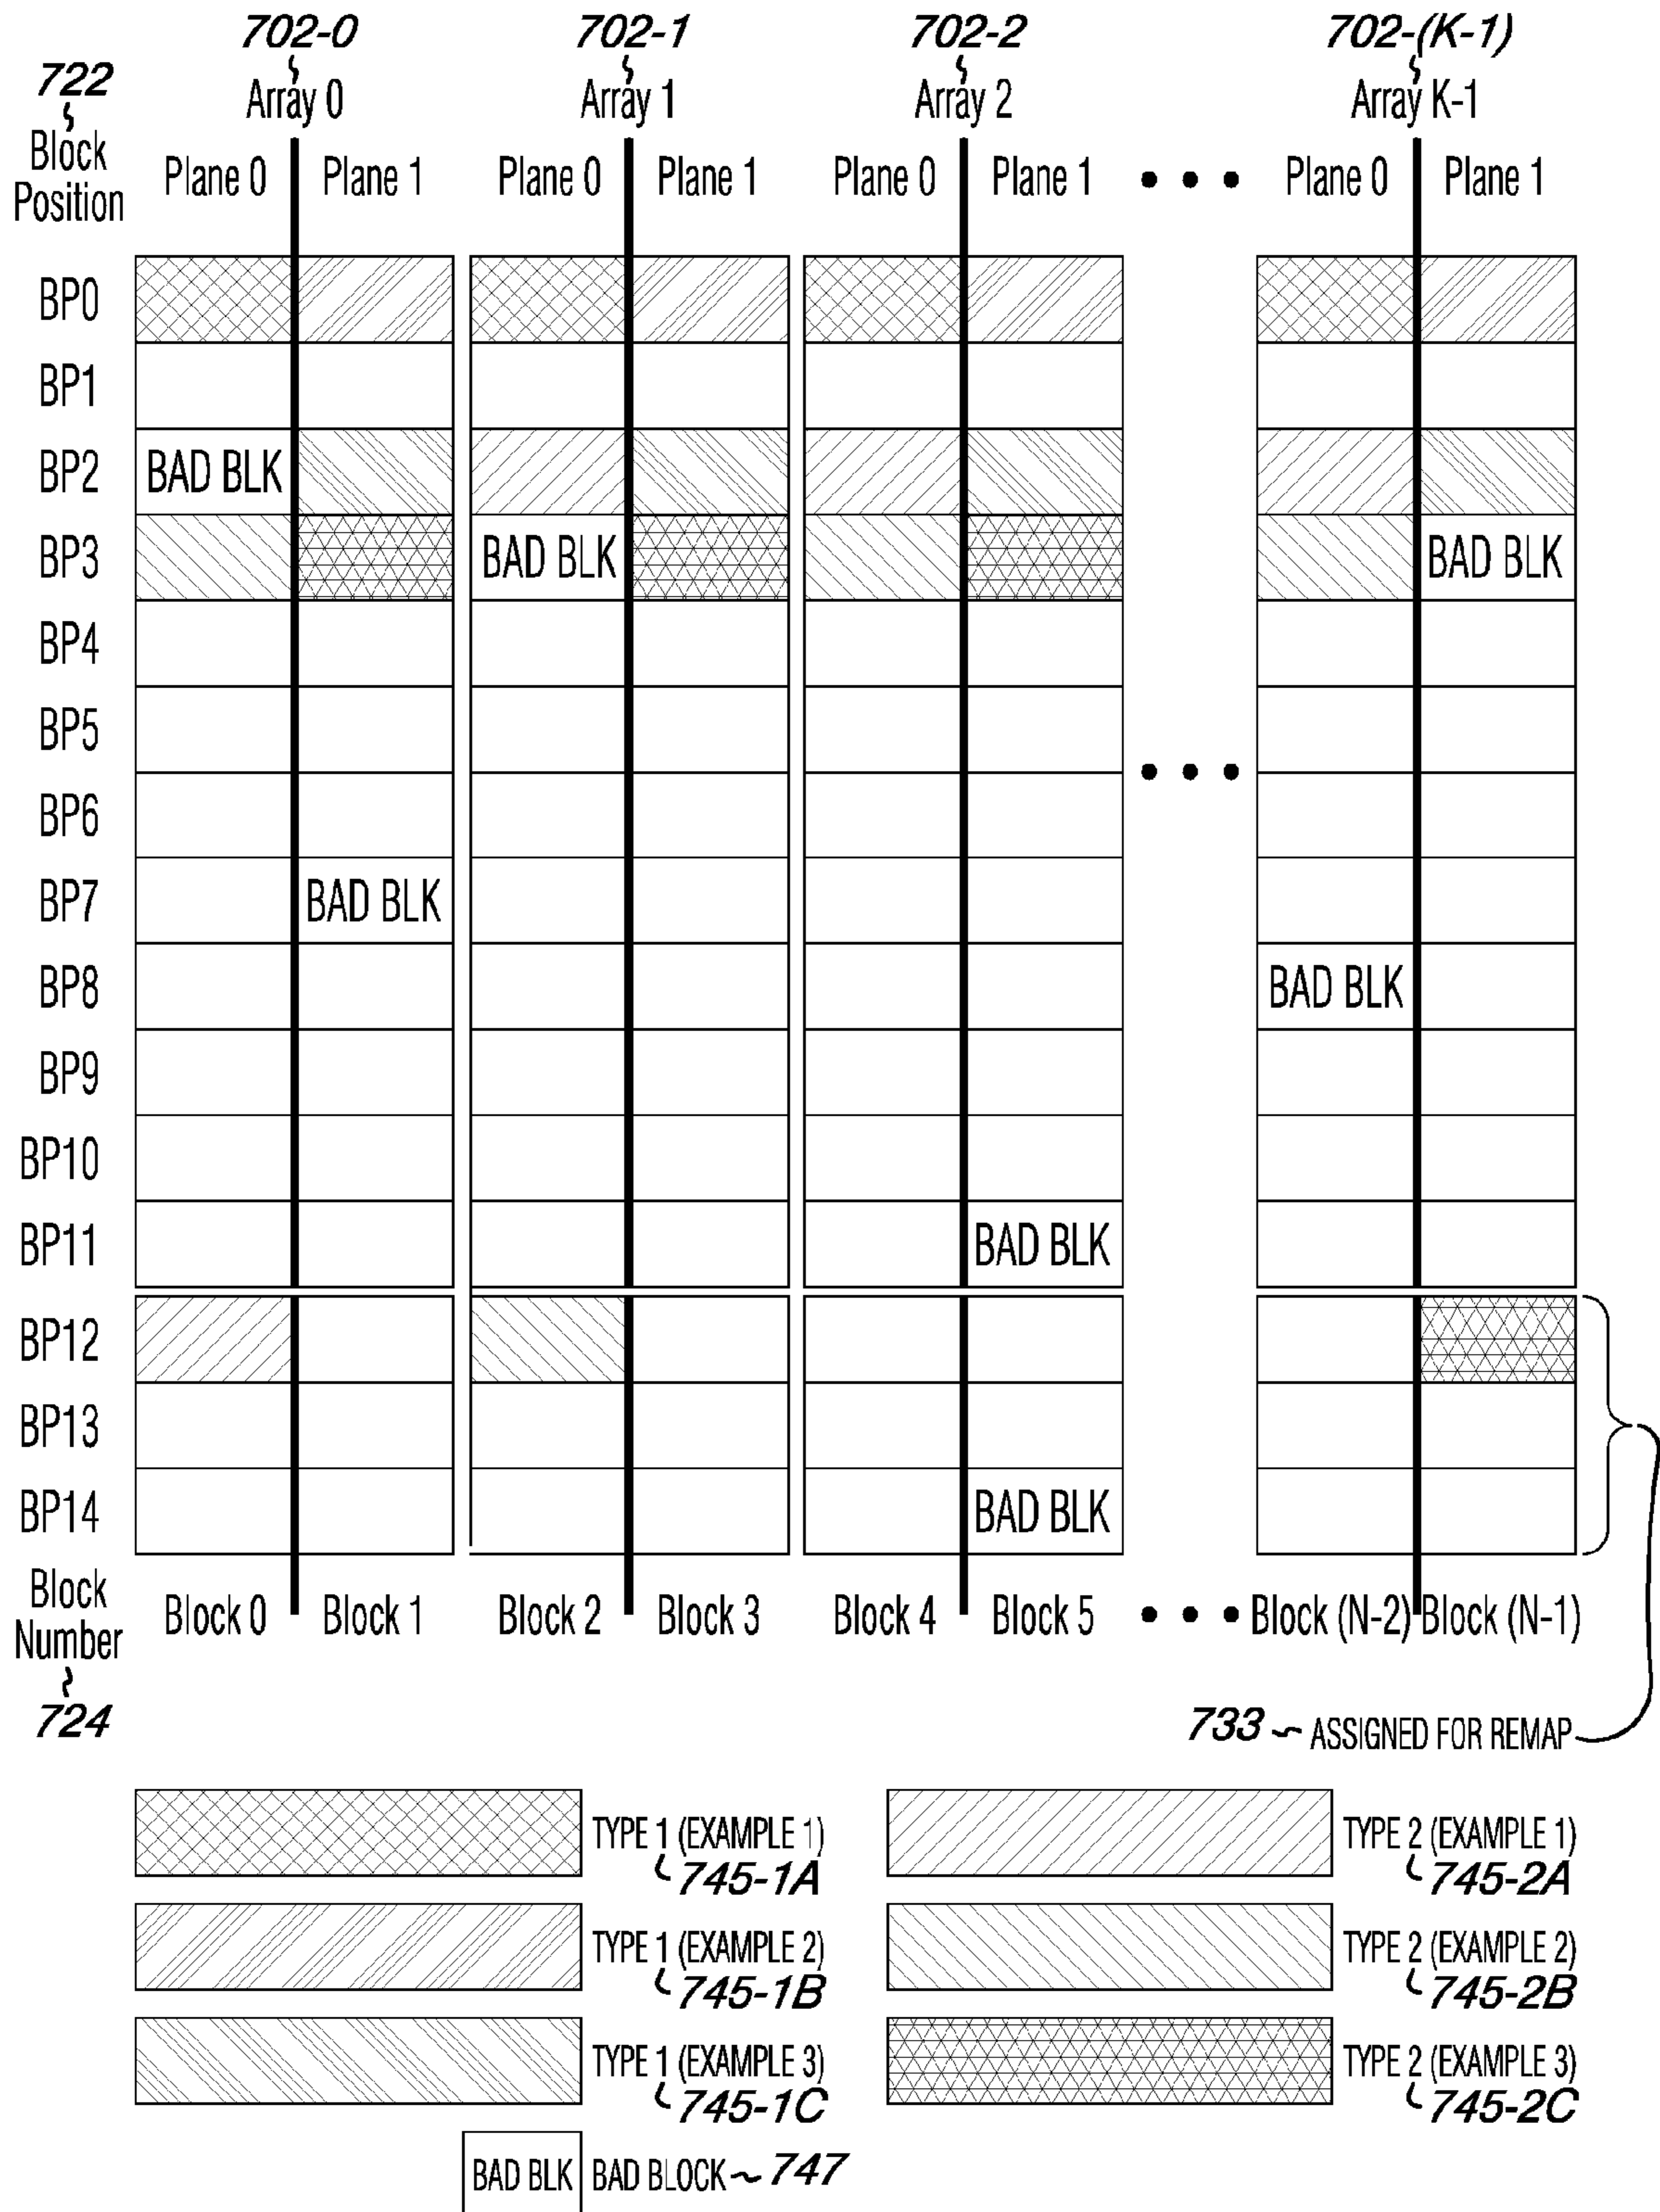 702-0 702-1 702-2 702-(K-1)
722 Array 0 Array 1 Array 2 Array K-1
Block
Position Plane 0 Plane 1 Plane 0 Plane 1 Plane 0 Plane 1 • • • Plane 0 Plane 1
BP0
BP1
BP2 BAD BLK
BP3 BAD BLK BAD BLK
BP4
BP5
• • •
BP6
BP7 BAD BLK
BP8 BAD BLK
BP9
BP10
BP11 BAD BLK
BP12
BP13
BP14 BAD BLK
Block
Number Block 0 Block 1 Block 2 Block 3 Block 4 Block 5 • • • Block (N-2) Block (N-1)
724
733 ~ ASSIGNED FOR REMAP
TYPE 1 (EXAMPLE 1) TYPE 2 (EXAMPLE 1)
745-1A 745-2A
TYPE 1 (EXAMPLE 2) TYPE 2 (EXAMPLE 2)
745-1B 745-2B
TYPE 1 (EXAMPLE 3) TYPE 2 (EXAMPLE 3)
745-1C 745-2C
BAD BLK BAD BLOCK ~ 747